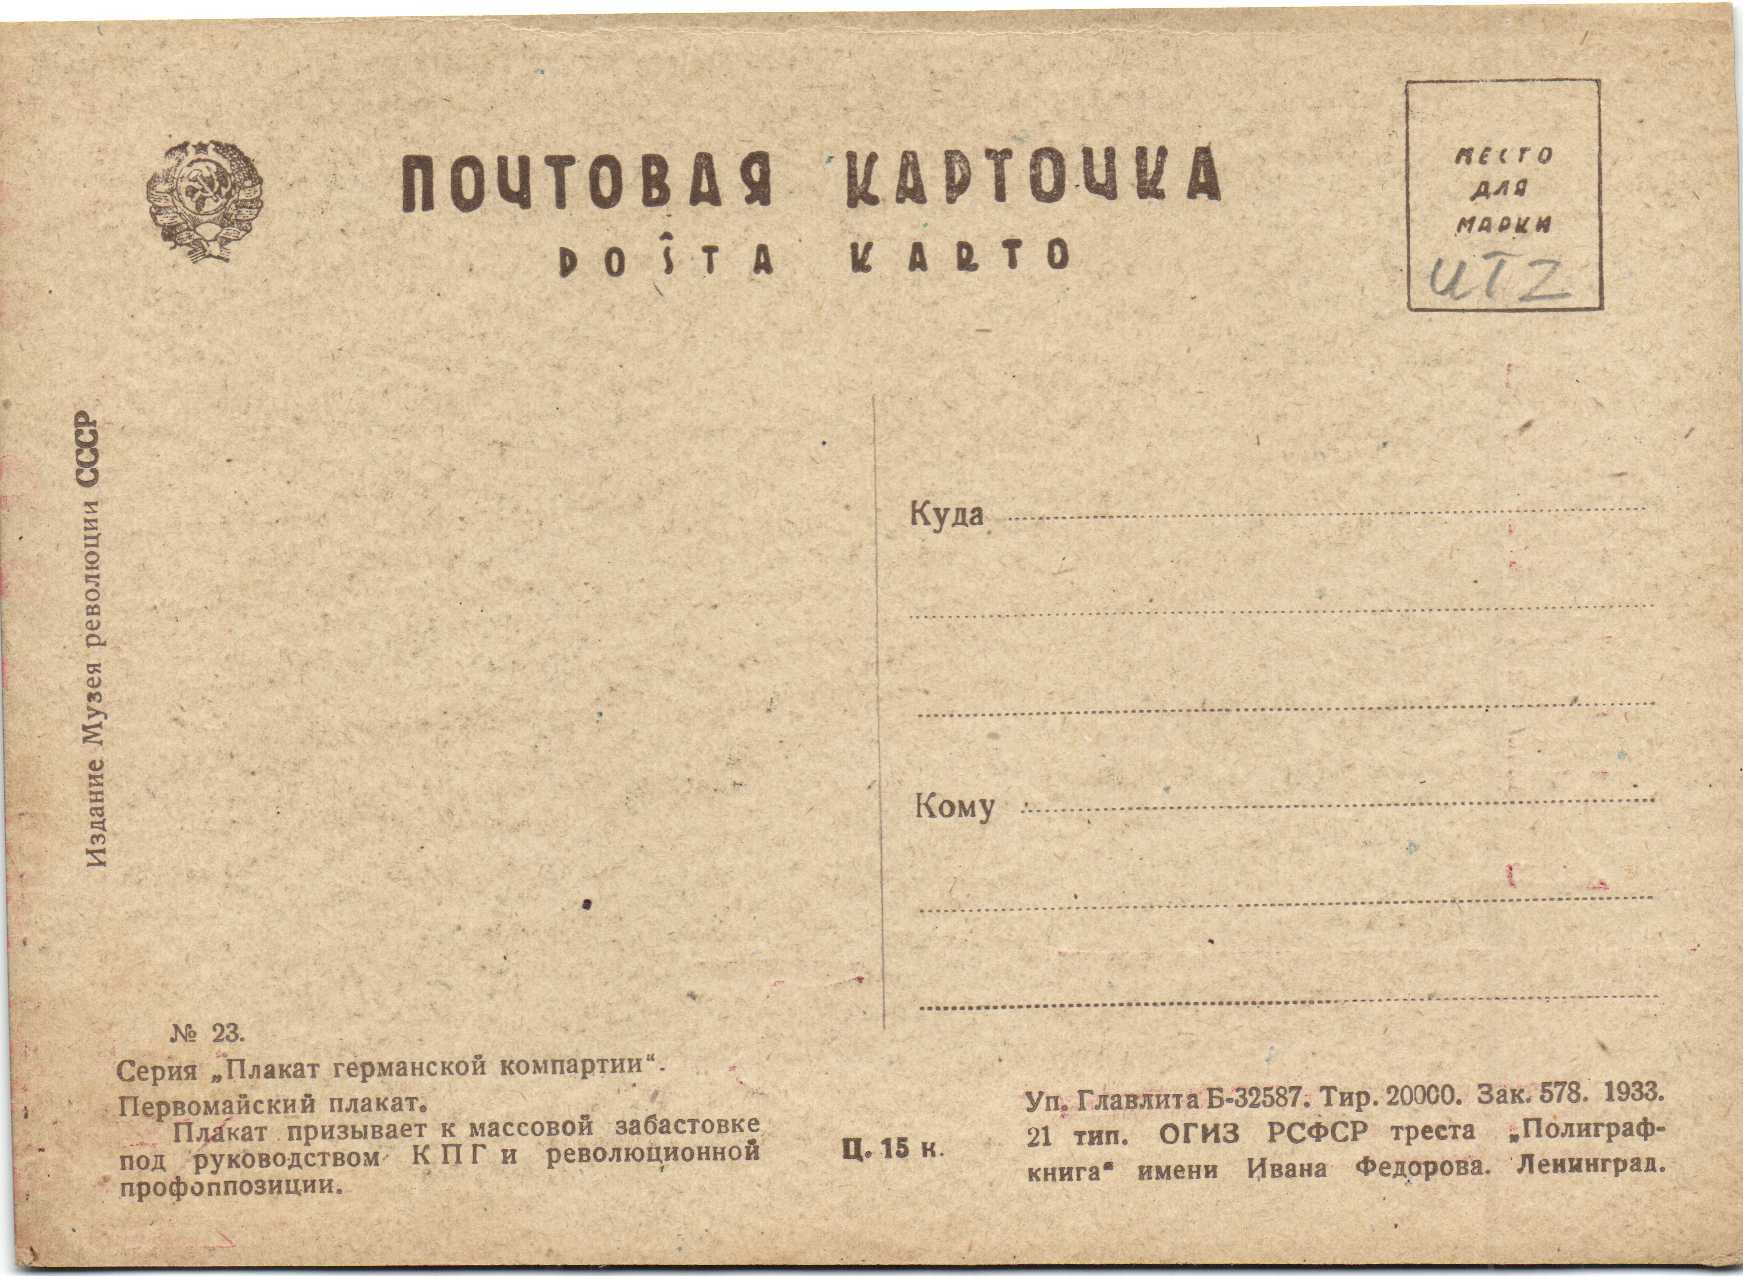 ПОЧТОВАЯ КАРТОЧКА
POŜTA KARTO
МЕСТО
ДЛЯ
МАРКИ
UTZ
Издание Музея революции СССР
Куда
Кому
№ 23.
Серия „Плакат германской компартии“.
Первомайский плакат.
Плакат призывает к массовой забастовке
под руководством КПГ и революционной
профоппозиции.
Ц. 15 к.
Уп. Главлита Б-32587. Тир. 20000. Зак. 578. 1933.
21 тип. ОГИЗ РСФСР треста „Полиграф-
книга“ имени Ивана Федорова. Ленинград.